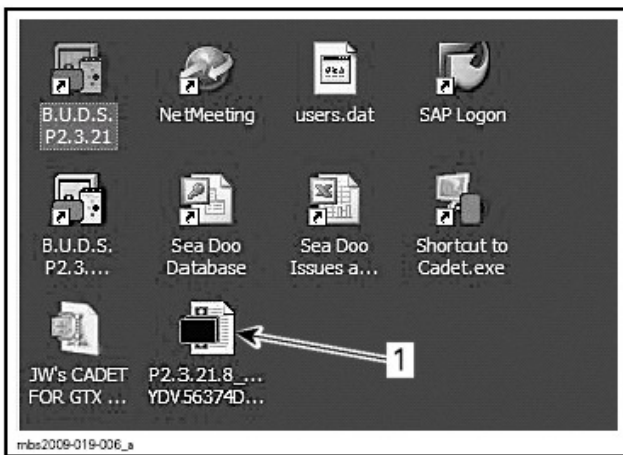 B.U.D.S.
P2.3.21
NetMeeting
users.dat
SAP Logon
B.U.D.S.
P2.3....
Sea Doo
Database
Sea Doo
Issues a...
Shortcut to
Cadet.exe
JW's CADET
FOR GTX ...
P2.3.21.8_...
YDV56374D...
1
mbs2009-019-006_a